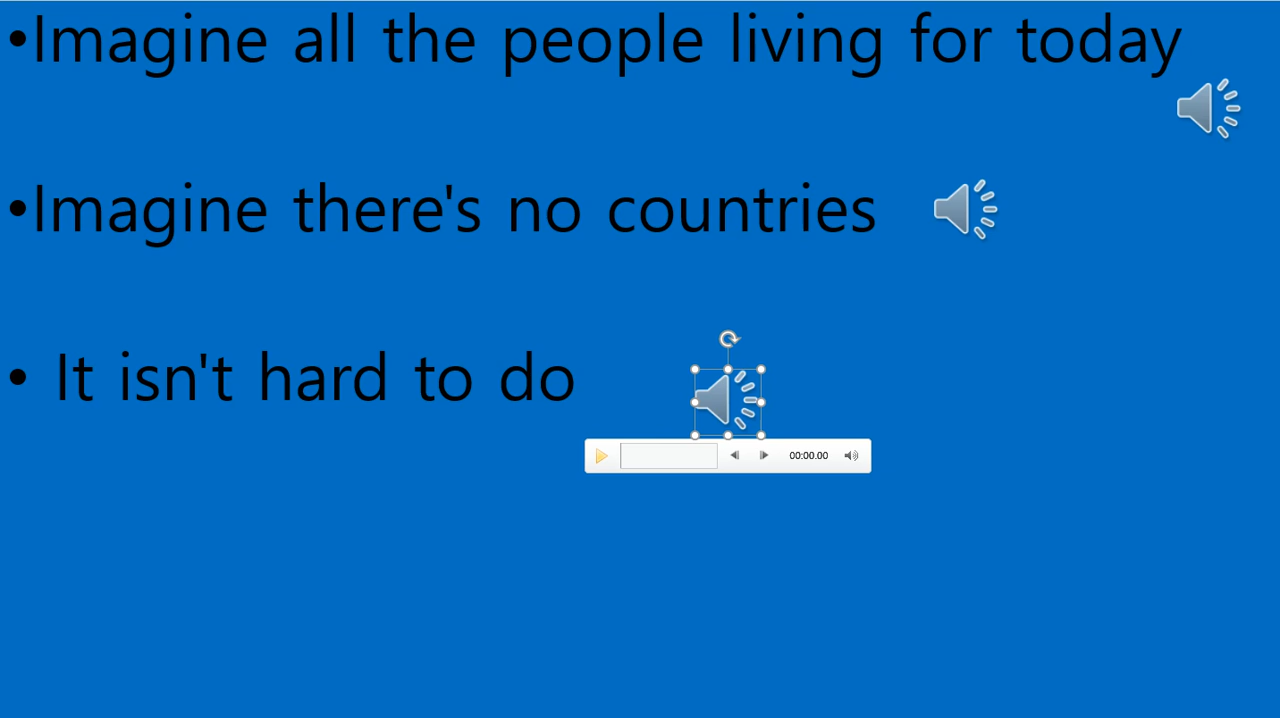 •Imagine all the people living for today
•Imagine there's no countries
• It isn't hard to do
00:00.00